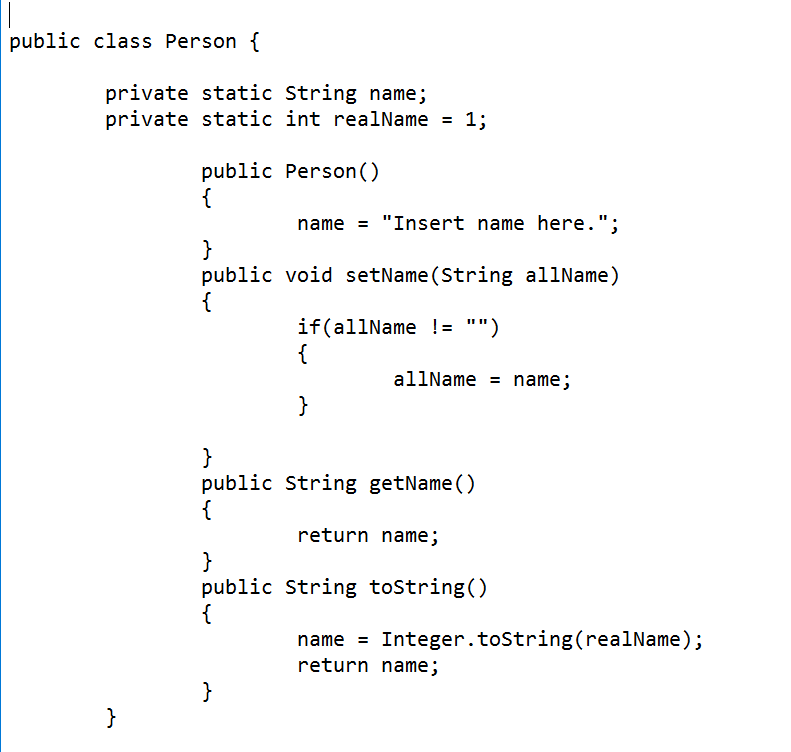 public class Person {
private static String name;
private static int realName = 1;
public Person()
{
name = "Insert name here.";
}
public void setName(String allName)
{
if(allName != "")
{
allName = name;
}
}
public String getName()
{
return name;
}
public String toString()
{
name = Integer.toString(realName);
return name;
}
}